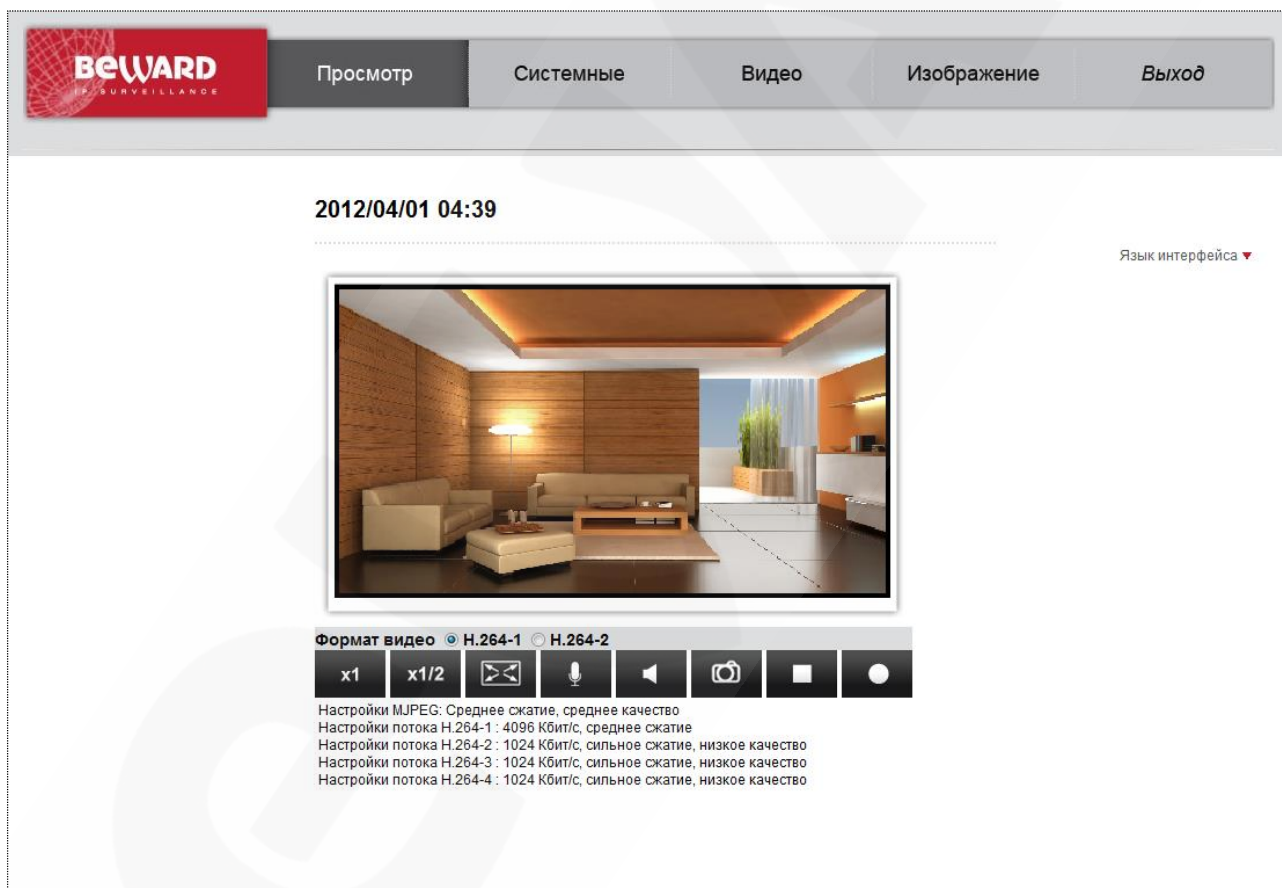 BEWARD
IP SURVEILLANCE
Просмотр
Системные
Видео
Изображение
Выход
2012/04/01 04:39
Язык интерфейса
Формат видео H.264-1 H.264-2
x1
x1/2
Настройки MJPEG: Среднее сжатие, среднее качество
Настройки потока H.264-1 : 4096 Кбит/с, среднее сжатие
Настройки потока H.264-2 : 1024 Кбит/с, сильное сжатие, низкое качество
Настройки потока H.264-3 : 1024 Кбит/с, сильное сжатие, низкое качество
Настройки потока H.264-4 : 1024 Кбит/с, сильное сжатие, низкое качество